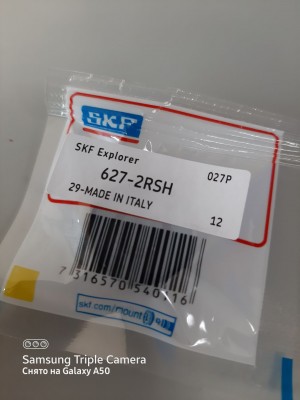 SKF
SKF Explorer
027P
627-2RSH
29-MADE IN ITALY
12
7 316570 540116
skf.com/mount
Samsung Triple Camera
Снято на Galaxy A50